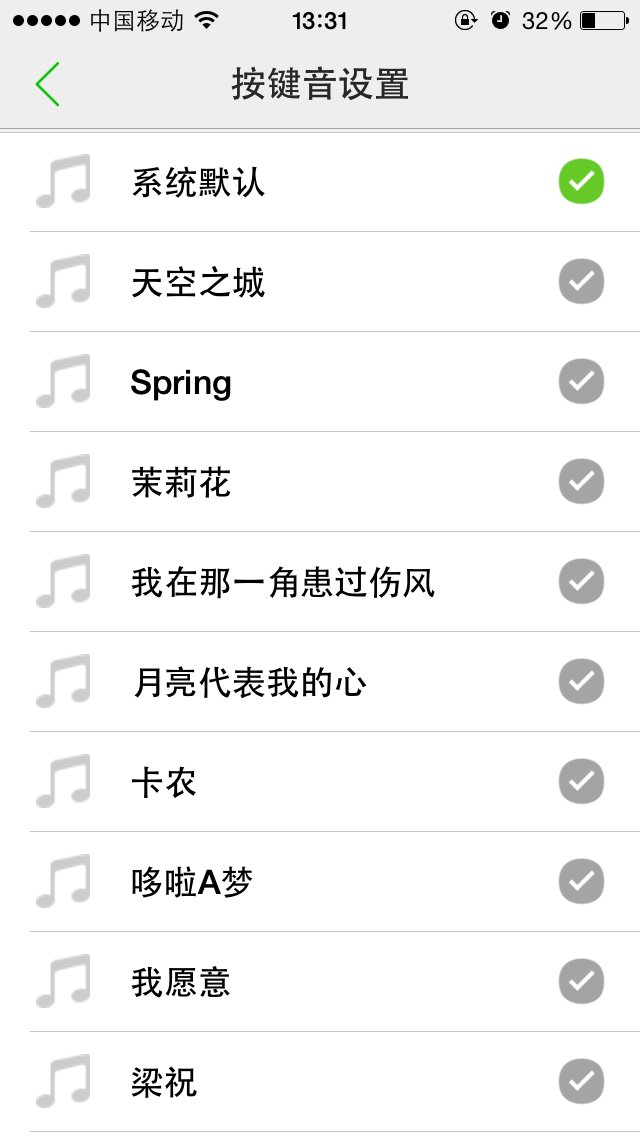 中国移动 13:31 32%
按键音设置
系统默认
天空之城
Spring
茉莉花
我在那一角患过伤风
月亮代表我的心
卡农
哆啦A梦
我愿意
梁祝